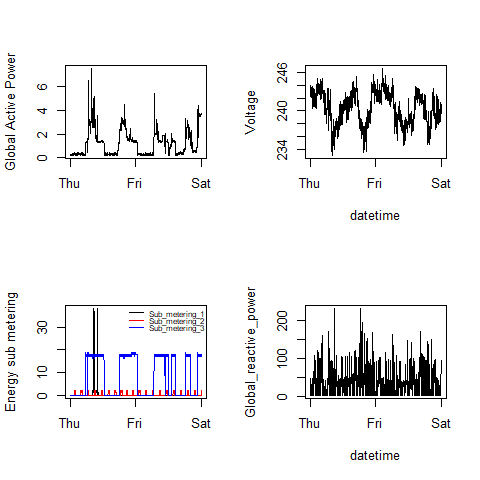 Global Active Power
0 2 4 6
Thu Fri Sat
Voltage
234 240 246
Thu Fri Sat
datetime
Energy sub metering
0 10 30
Sub_metering_1
Sub_metering_2
Sub_metering_3
Thu Fri Sat
Global_reactive_power
0 100 200
Thu Fri Sat
datetime